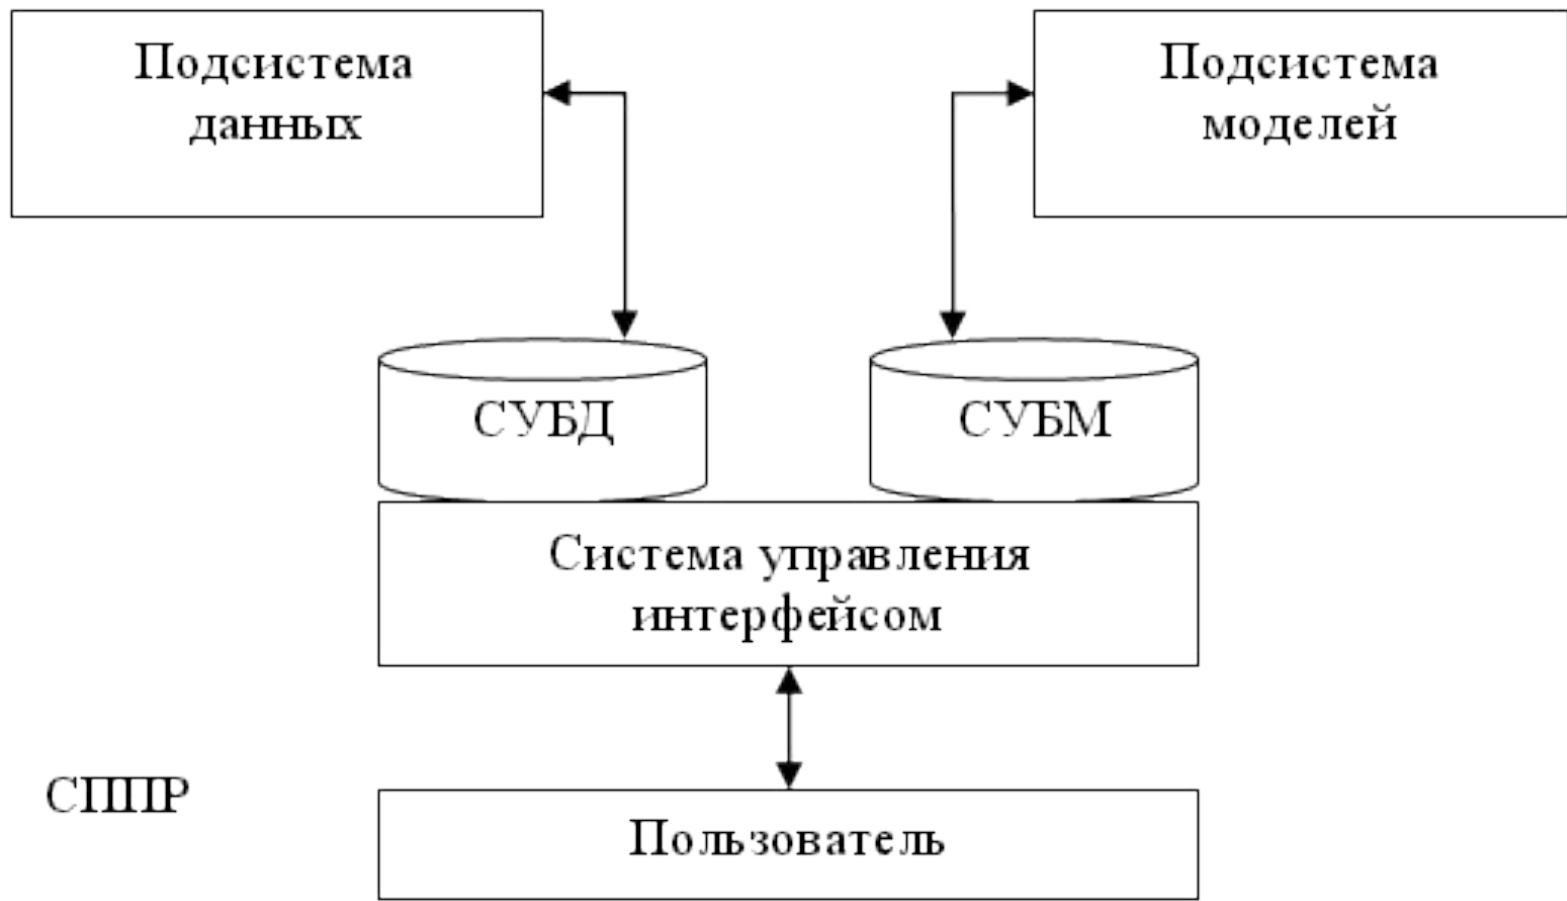 Подсистема
данных
Подсистема
моделей
СУБД
СУБМ
Система управления
интерфейсом
СППР
Пользователь